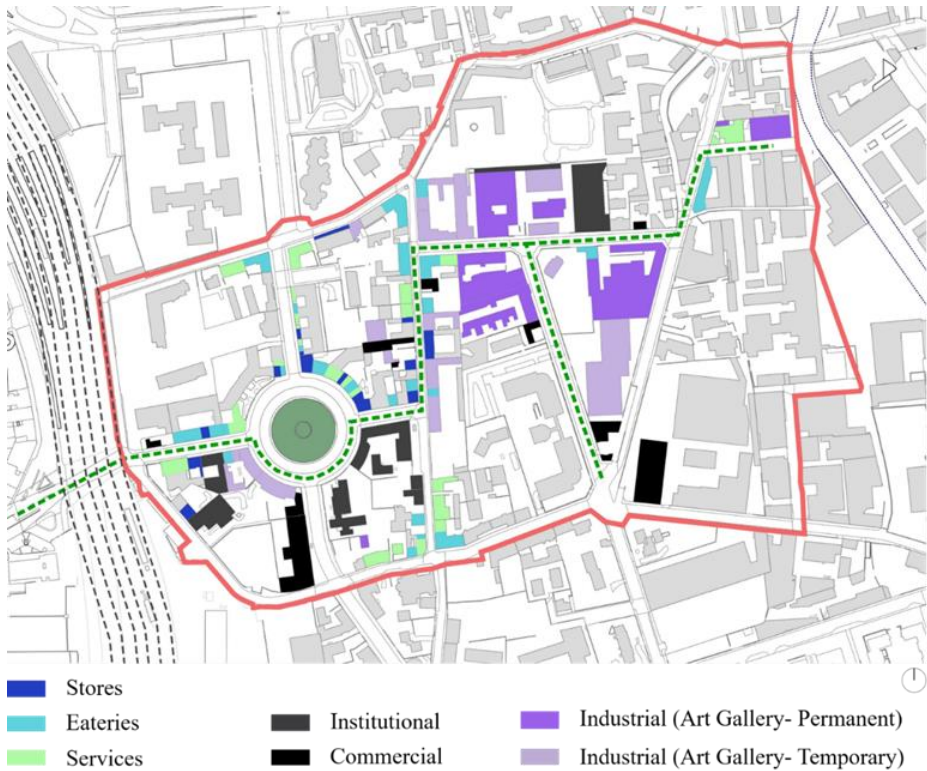 Stores
Eateries
Services
Institutional
Commercial
Industrial (Art Gallery- Permanent)
Industrial (Art Gallery- Temporary)